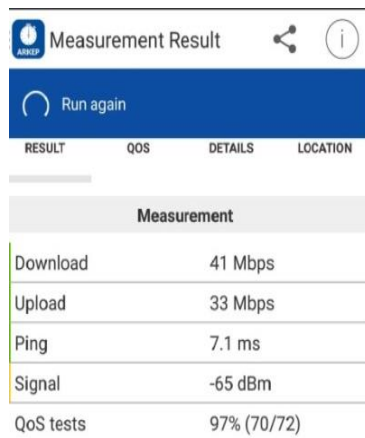 ARKEP Measurement Result i
Run again
RESULT QOS DETAILS LOCATION
Measurement
Download 41 Mbps
Upload 33 Mbps
Ping 7.1 ms
Signal -65 dBm
QoS tests 97% (70/72)